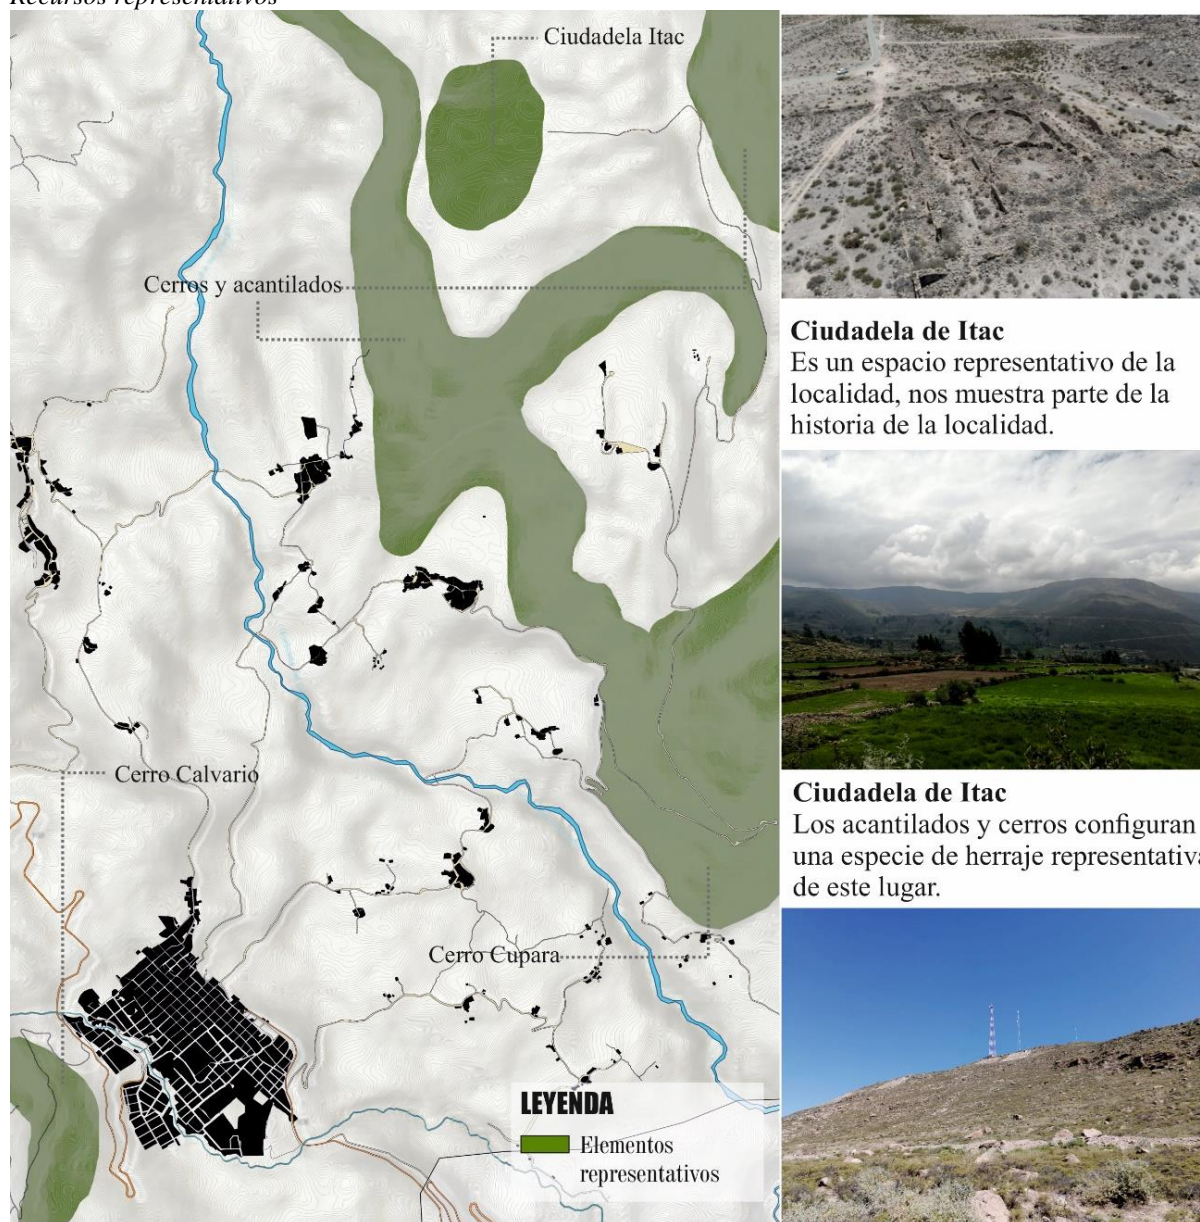 Recursos representativos
Ciudadela Itac
Cerros y acantilados
Cerro Calvario
Cerro Cupara
LEYENDA
Elementos
representativos
Ciudadela de Itac
Es un espacio representativo de la
localidad, nos muestra parte de la
historia de la localidad.
Ciudadela de Itac
Los acantilados y cerros configuran
una especie de herraje representativa
de este lugar.